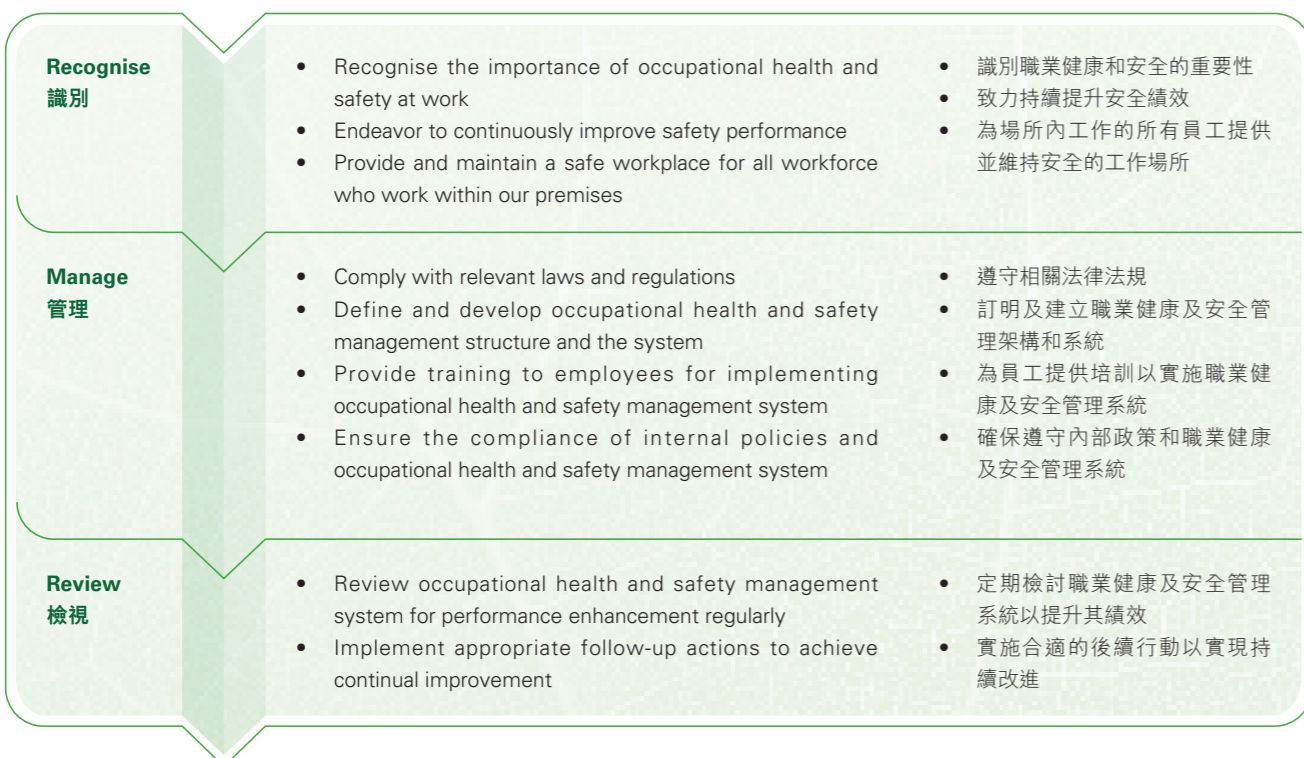 Recognise
識別
• Recognise the importance of occupational health and
safety at work
• Endeavor to continuously improve safety performance
• Provide and maintain a safe workplace for all workforce
who work within our premises
• 識別職業健康和安全的重要性
• 致力持續提升安全績效
• 為場所內工作的所有員工提供
並維持安全的工作場所
Manage
管理
• Comply with relevant laws and regulations
• Define and develop occupational health and safety
management structure and the system
• Provide training to employees for implementing
occupational health and safety management system
• Ensure the compliance of internal policies and
occupational health and safety management system
• 遵守相關法律法規
• 訂明及建立職業健康及安全管
理架構和系統
• 為員工提供培訓以實施職業健
康及安全管理系統
• 確保遵守內部政策和職業健康
及安全管理系統
Review
檢視
• Review occupational health and safety management
system for performance enhancement regularly
• Implement appropriate follow-up actions to achieve
continual improvement
• 定期檢討職業健康及安全管理
系統以提升其績效
• 實施合適的後續行動以實現持
續改進